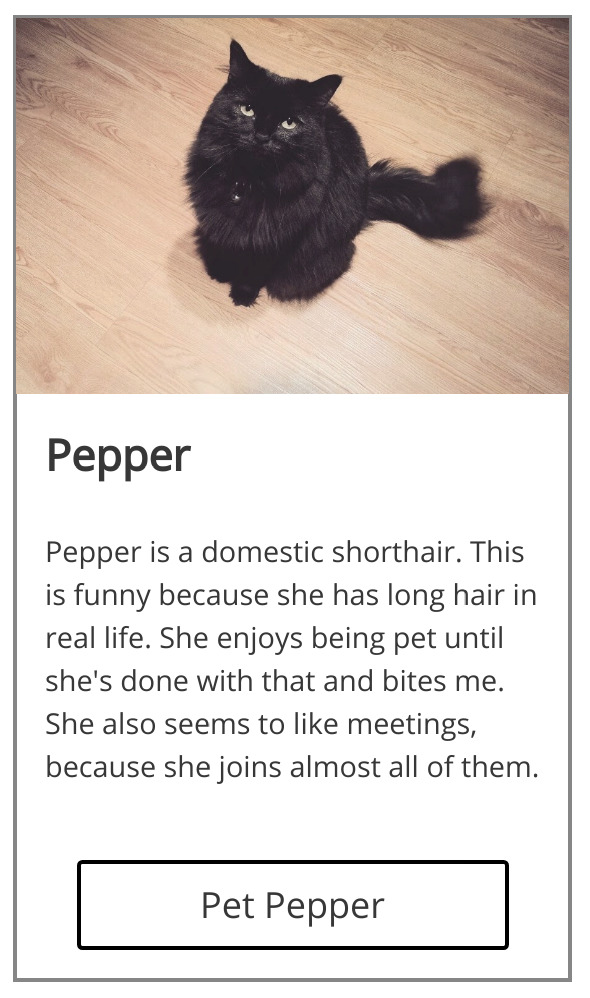 Pepper
Pepper is a domestic shorthair. This
is funny because she has long hair in
real life. She enjoys being pet until
she's done with that and bites me.
She also seems to like meetings,
because she joins almost all of them.
Pet Pepper